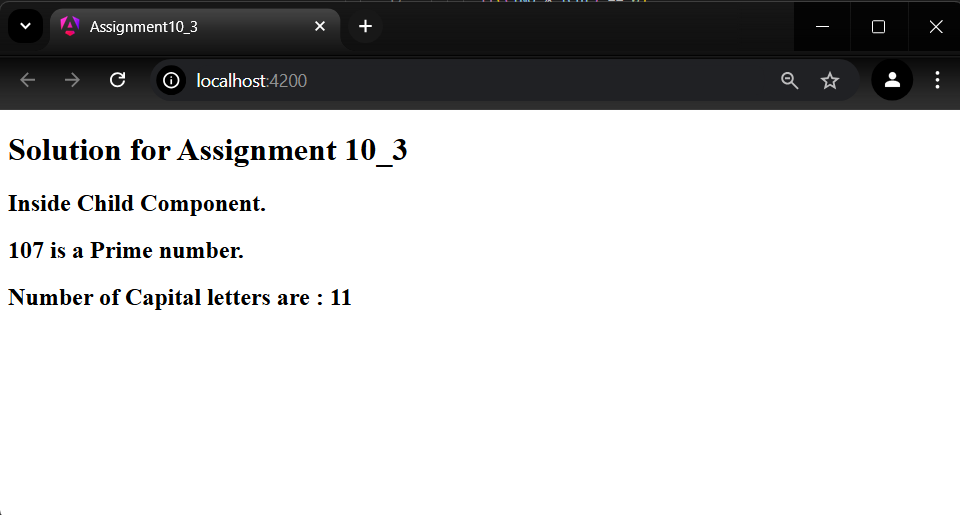 Assignment10_3
localhost:4200
Solution for Assignment 10_3
Inside Child Component.
107 is a Prime number.
Number of Capital letters are : 11